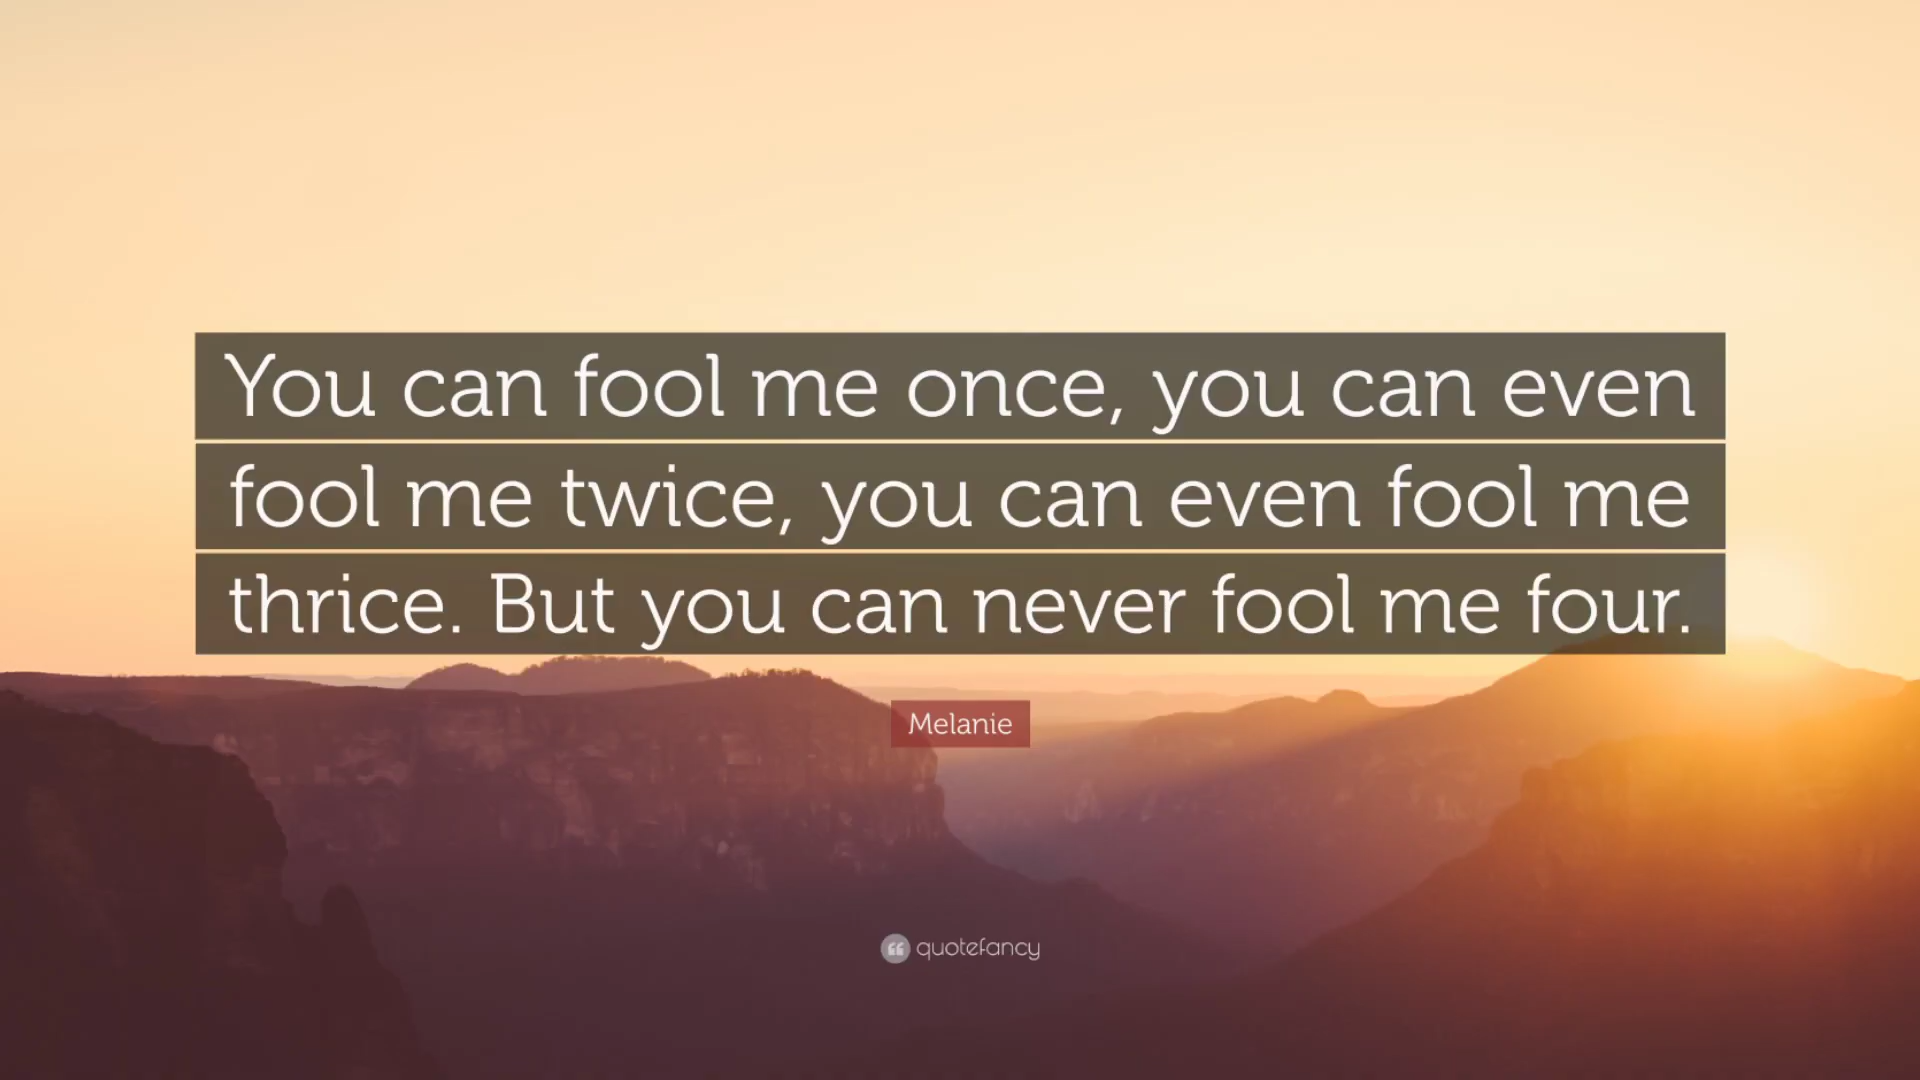 You can fool me once, you can even
fool me twice, you can even fool me
thrice. But you can never fool me four.
Melanie
quotefancy